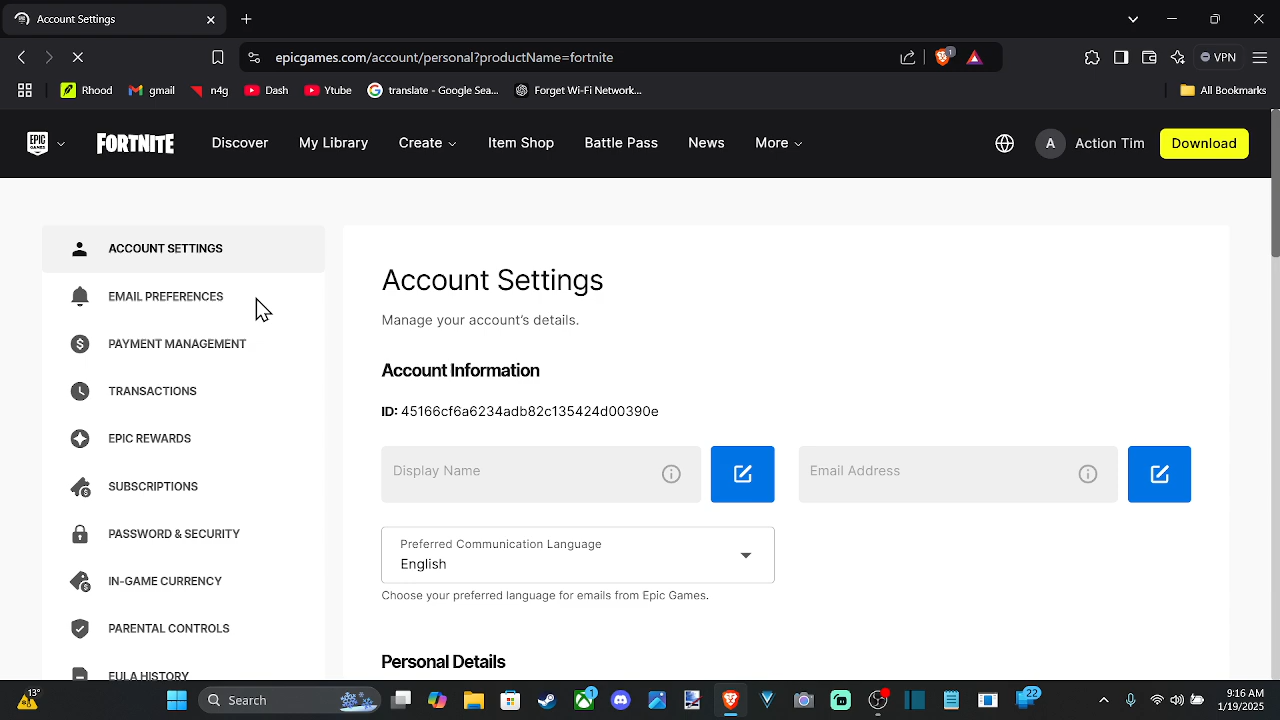 Account Settings
epicgames.com/account/personal?productName=fortnite
1
VPN
Rhood
gmail
n4g
Dash
Ytube
translate - Google Sea...
Forget Wi-Fi Network...
All Bookmarks
EPIC GAMES
FORTNITE
Discover
My Library
Create
Item Shop
Battle Pass
News
More
A
Action Tim
Download
ACCOUNT SETTINGS
EMAIL PREFERENCES
PAYMENT MANAGEMENT
TRANSACTIONS
EPIC REWARDS
SUBSCRIPTIONS
PASSWORD & SECURITY
IN-GAME CURRENCY
PARENTAL CONTROLS
EULA HISTORY
Account Settings
Manage your account's details.
Account Information
ID: 45166cf6a6234adb82c135424d00390e
Display Name
Email Address
Preferred Communication Language
English
Choose your preferred language for emails from Epic Games.
Personal Details
13°
Search
1
22
9:16 AM
1/19/2025